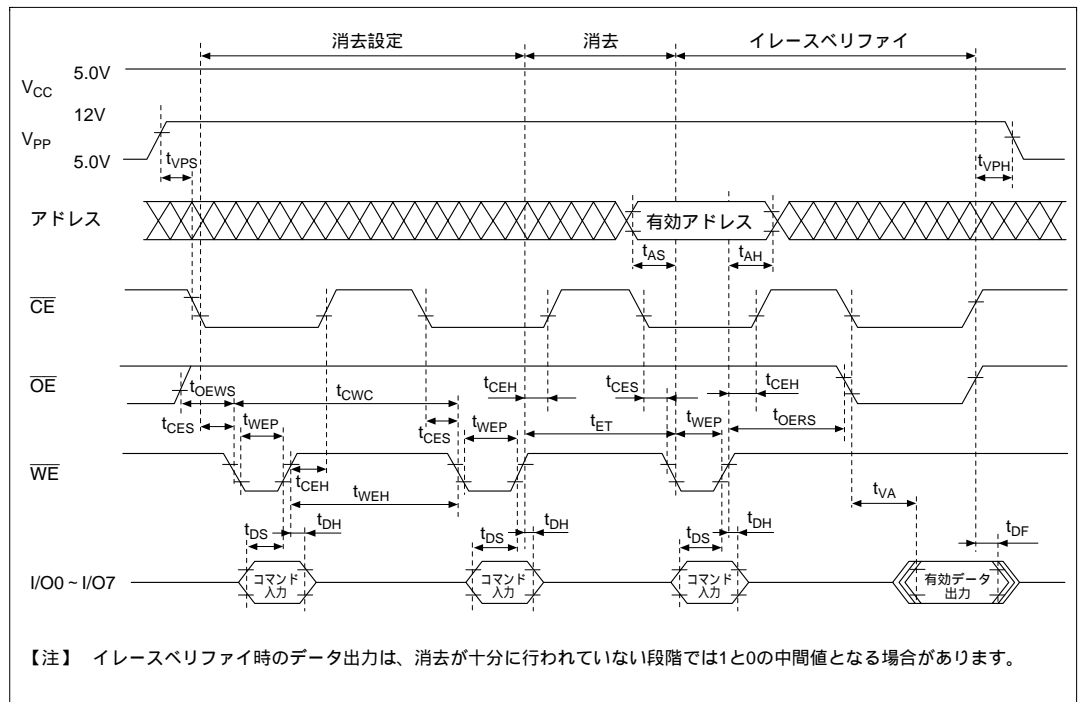 消去設定 消去 イレースベリファイ
VCC 5.0V
12V
VPP
5.0V
tVPS tVPH
アドレス 有効アドレス
tAS tAH
CE
OE
tOEWS tCWC tCEH tCES tCEH
tCES tWEP tCES tWEP tET tWEP tOERS
WE
tCEH
tWEH
tVA
tDS tDH tDS tDH tDS tDH tDF
I/O0 ~ I/O7 コマンド入力 コマンド入力 コマンド入力 有効データ出力
【注】 イレースベリファイ時のデータ出力は、消去が十分に行われていない段階では1と0の中間値となる場合があります。